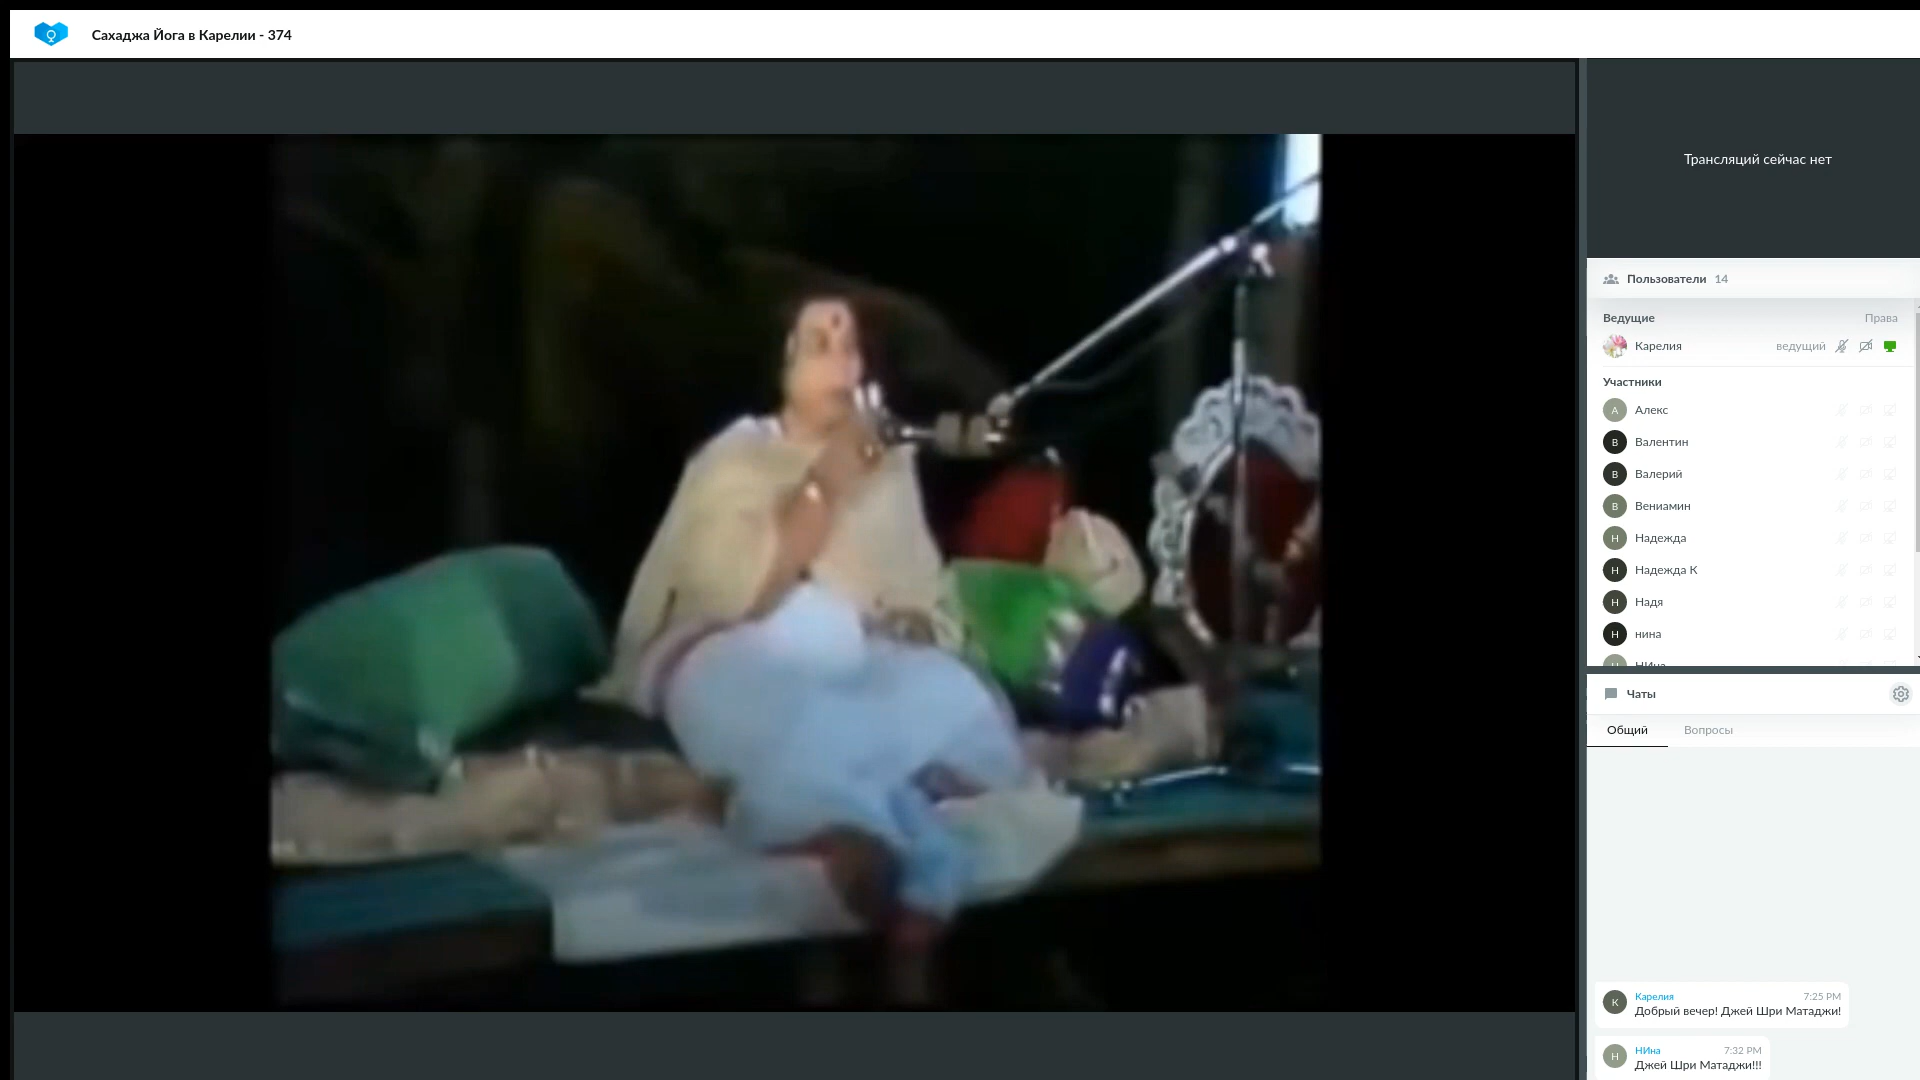 Сахаджа Йога в Карелии - 374
Трансляций сейчас нет
Пользователи 14
Ведущие Права
Карелия ведущий
Участники
А Алекс
В Валентин
В Валерий
В Вениамин
Н Надежда
Н Надежда К
Н Надя
Н нина
Н НИна
Чаты
Общий Вопросы
К Карелия 7:25 PM
Добрый вечер! Джей Шри Матаджи!
Н НИна 7:32 PM
Джей Шри Матаджи!!!